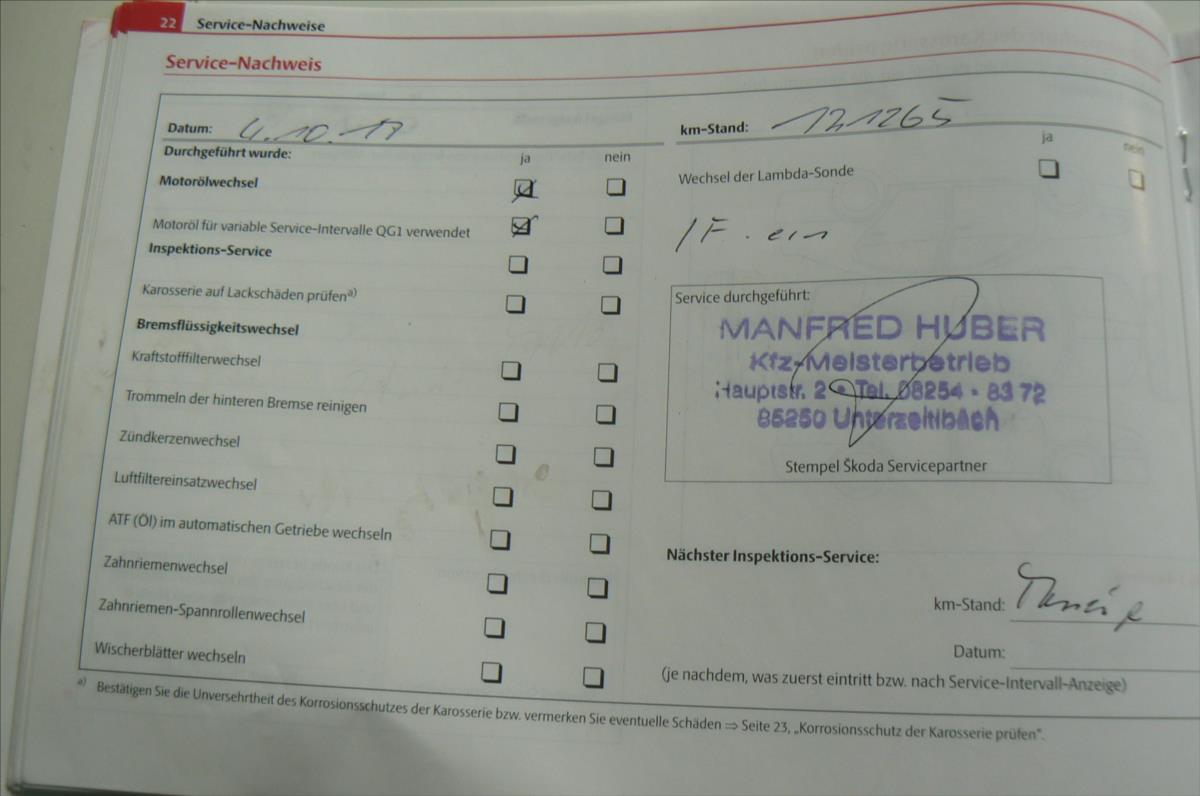 22 Service-Nachweise
Service-Nachweis
Datum: 4.10.17
km-Stand: 121265
Durchgeführt wurde: ja nein
ja nein
Motorölwechsel
Wechsel der Lambda-Sonde
Motoröl für variable Service-Intervalle QG1 verwendet
Inspektions-Service
Karosserie auf Lackschäden prüfen a)
Bremsflüssigkeitswechsel
Kraftstofffilterwechsel
Trommeln der hinteren Bremse reinigen
Zündkerzenwechsel
Luftfiltereinsatzwechsel
ATF (Öl) im automatischen Getriebe wechseln
Zahnriemenwechsel
Zahnriemen-Spannrollenwechsel
Wischerblätter wechseln
Service durchgeführt:
MANFRED HUBER
Kfz-Meisterbetrieb
Hauptstr. 2 · Tel. 08254 - 83 72
85250 Unterzeitlbach
Stempel Škoda Servicepartner
Nächster Inspektions-Service:
km-Stand:
Datum:
(je nachdem, was zuerst eintritt bzw. nach Service-Intervall-Anzeige)
a) Bestätigen Sie die Unversehrtheit des Korrosionsschutzes der Karosserie bzw. vermerken Sie eventuelle Schäden ⇒ Seite 23, „Korrosionsschutz der Karosserie prüfen".